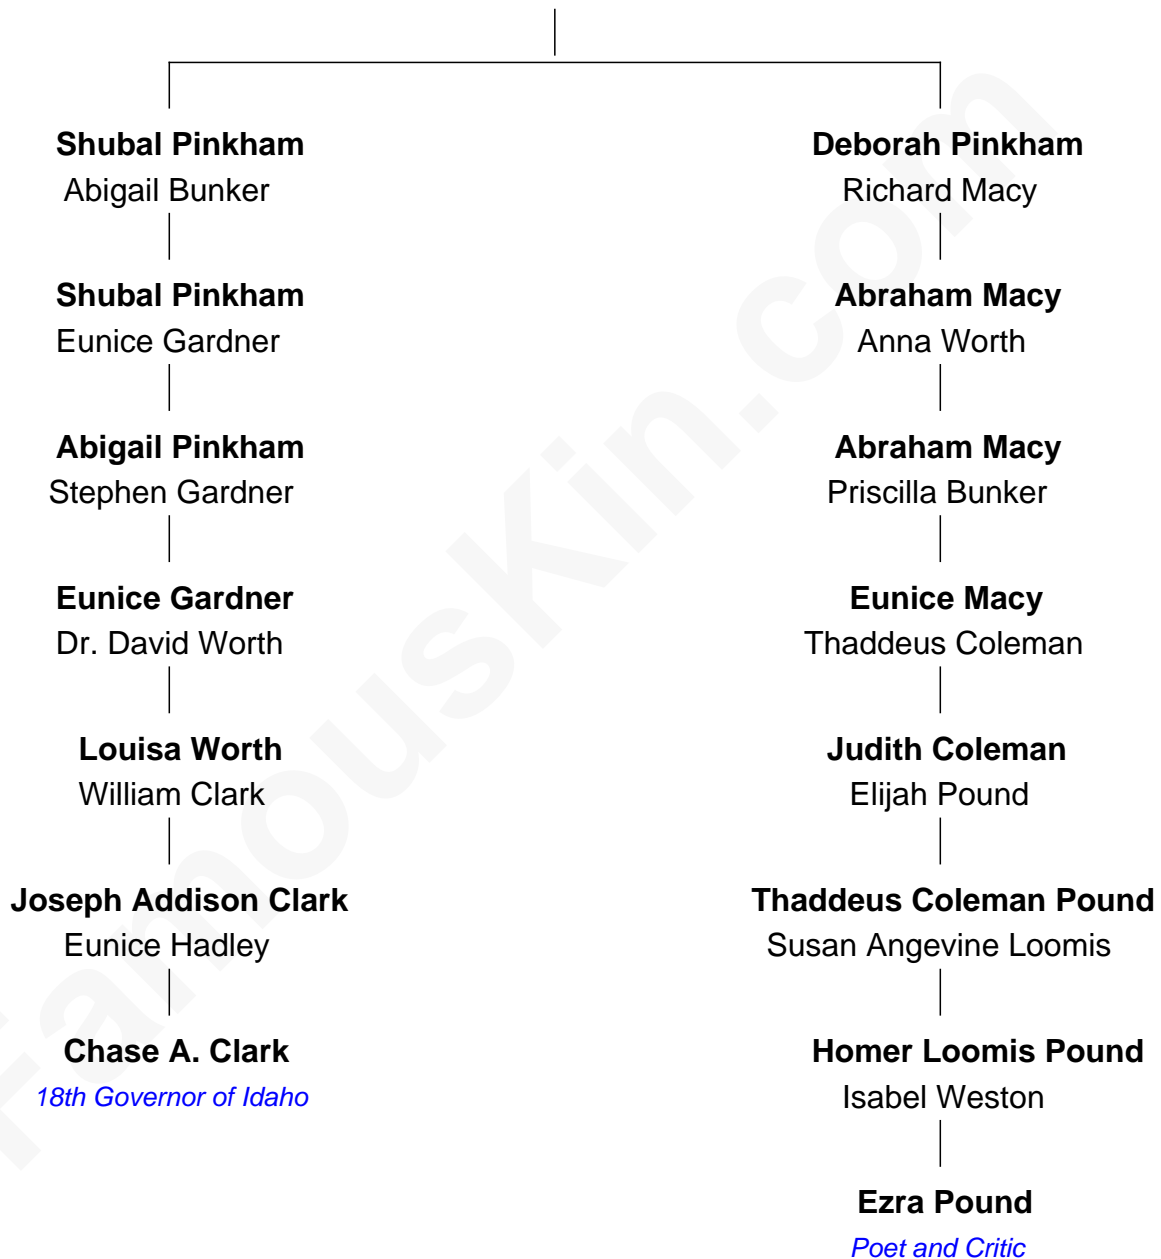 Shubal Pinkham
Abigail Bunker
Shubal Pinkham
Eunice Gardner
Abigail Pinkham
Stephen Gardner
Eunice Gardner
Dr. David Worth
Louisa Worth
William Clark
Joseph Addison Clark
Eunice Hadley
Chase A. Clark
18th Governor of Idaho
Deborah Pinkham
Richard Macy
Abraham Macy
Anna Worth
Abraham Macy
Priscilla Bunker
Eunice Macy
Thaddeus Coleman
Judith Coleman
Elijah Pound
Thaddeus Coleman Pound
Susan Angevine Loomis
Homer Loomis Pound
Isabel Weston
Ezra Pound
Poet and Critic
FamousKin.com